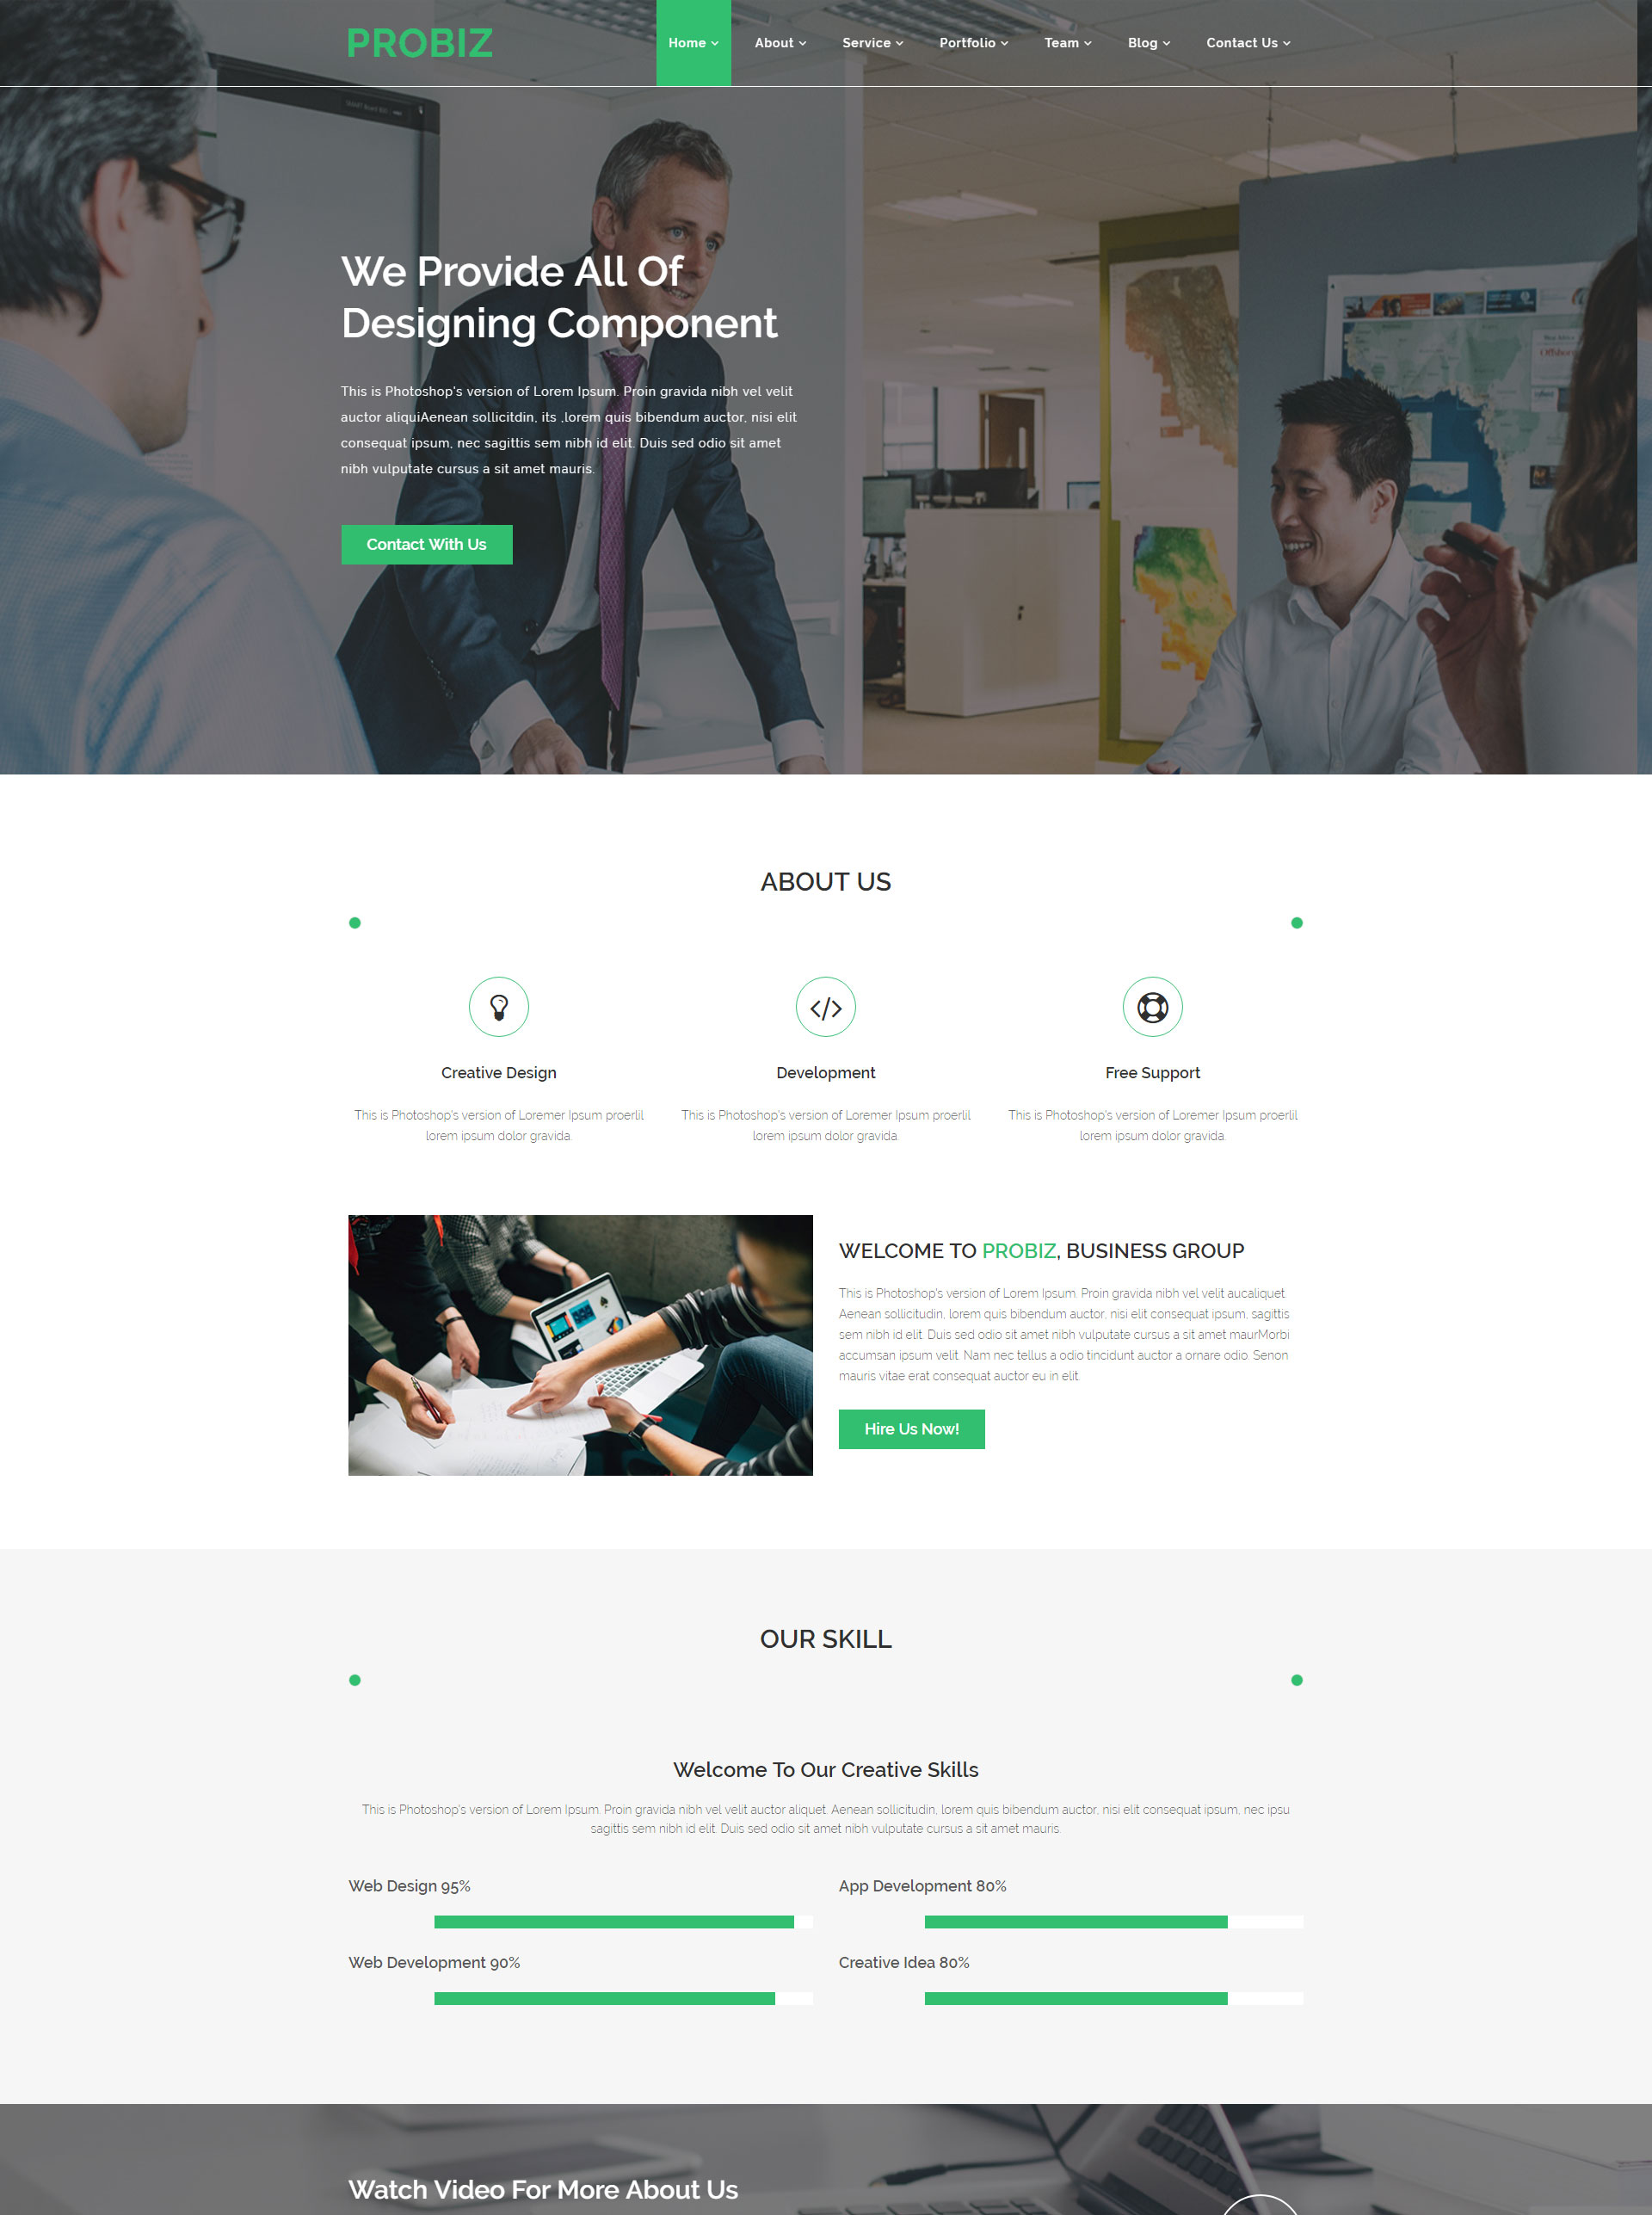 PROBIZ
Home
About
Service
Portfolio
Team
Blog
Contact Us
We Provide All Of
Designing Component
This is Photoshop's version of Lorem Ipsum. Proin gravida nibh vel velit
auctor aliquiAenean sollicitdin, its ,lorem quis bibendum auctor, nisi elit
consequat ipsum, nec sagittis sem nibh id elit. Duis sed odio sit amet
nibh vulputate cursus a sit amet mauris.
Contact With Us
ABOUT US
Creative Design
This is Photoshop's version of Loremer Ipsum proerlil
lorem ipsum dolor gravida.
Development
This is Photoshop's version of Loremer Ipsum proerlil
lorem ipsum dolor gravida.
Free Support
This is Photoshop's version of Loremer Ipsum proerlil
lorem ipsum dolor gravida.
WELCOME TO PROBIZ, BUSINESS GROUP
This is Photoshop's version of Lorem Ipsum. Proin gravida nibh vel velit aucaliquet.
Aenean sollicitudin, lorem quis bibendum auctor, nisi elit consequat ipsum, sagittis
sem nibh id elit. Duis sed odio sit amet nibh vulputate cursus a sit amet maurMorbi
accumsan ipsum velit. Nam nec tellus a odio tincidunt auctor a ornare odio. Senon
mauris vitae erat consequat auctor eu in elit.
Hire Us Now!
OUR SKILL
Welcome To Our Creative Skills
This is Photoshop's version of Lorem Ipsum. Proin gravida nibh vel velit auctor aliquet. Aenean sollicitudin, lorem quis bibendum auctor, nisi elit consequat ipsum, nec ipsu
sagittis sem nibh id elit. Duis sed odio sit amet nibh vulputate cursus a sit amet mauris.
Web Design 95%
App Development 80%
Web Development 90%
Creative Idea 80%
Watch Video For More About Us